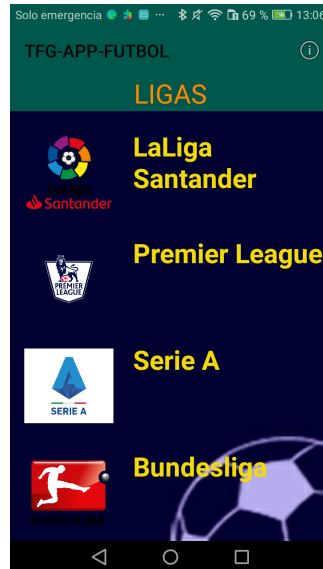 Solo emergencia ... 69 % 13:06
TFG-APP-FUTBOL
LIGAS
LaLiga
Santander
LaLiga
Santander
Premier League
PREMIER
LEAGUE
Serie A
SERIE A
Bundesliga
BUNDESLIGA